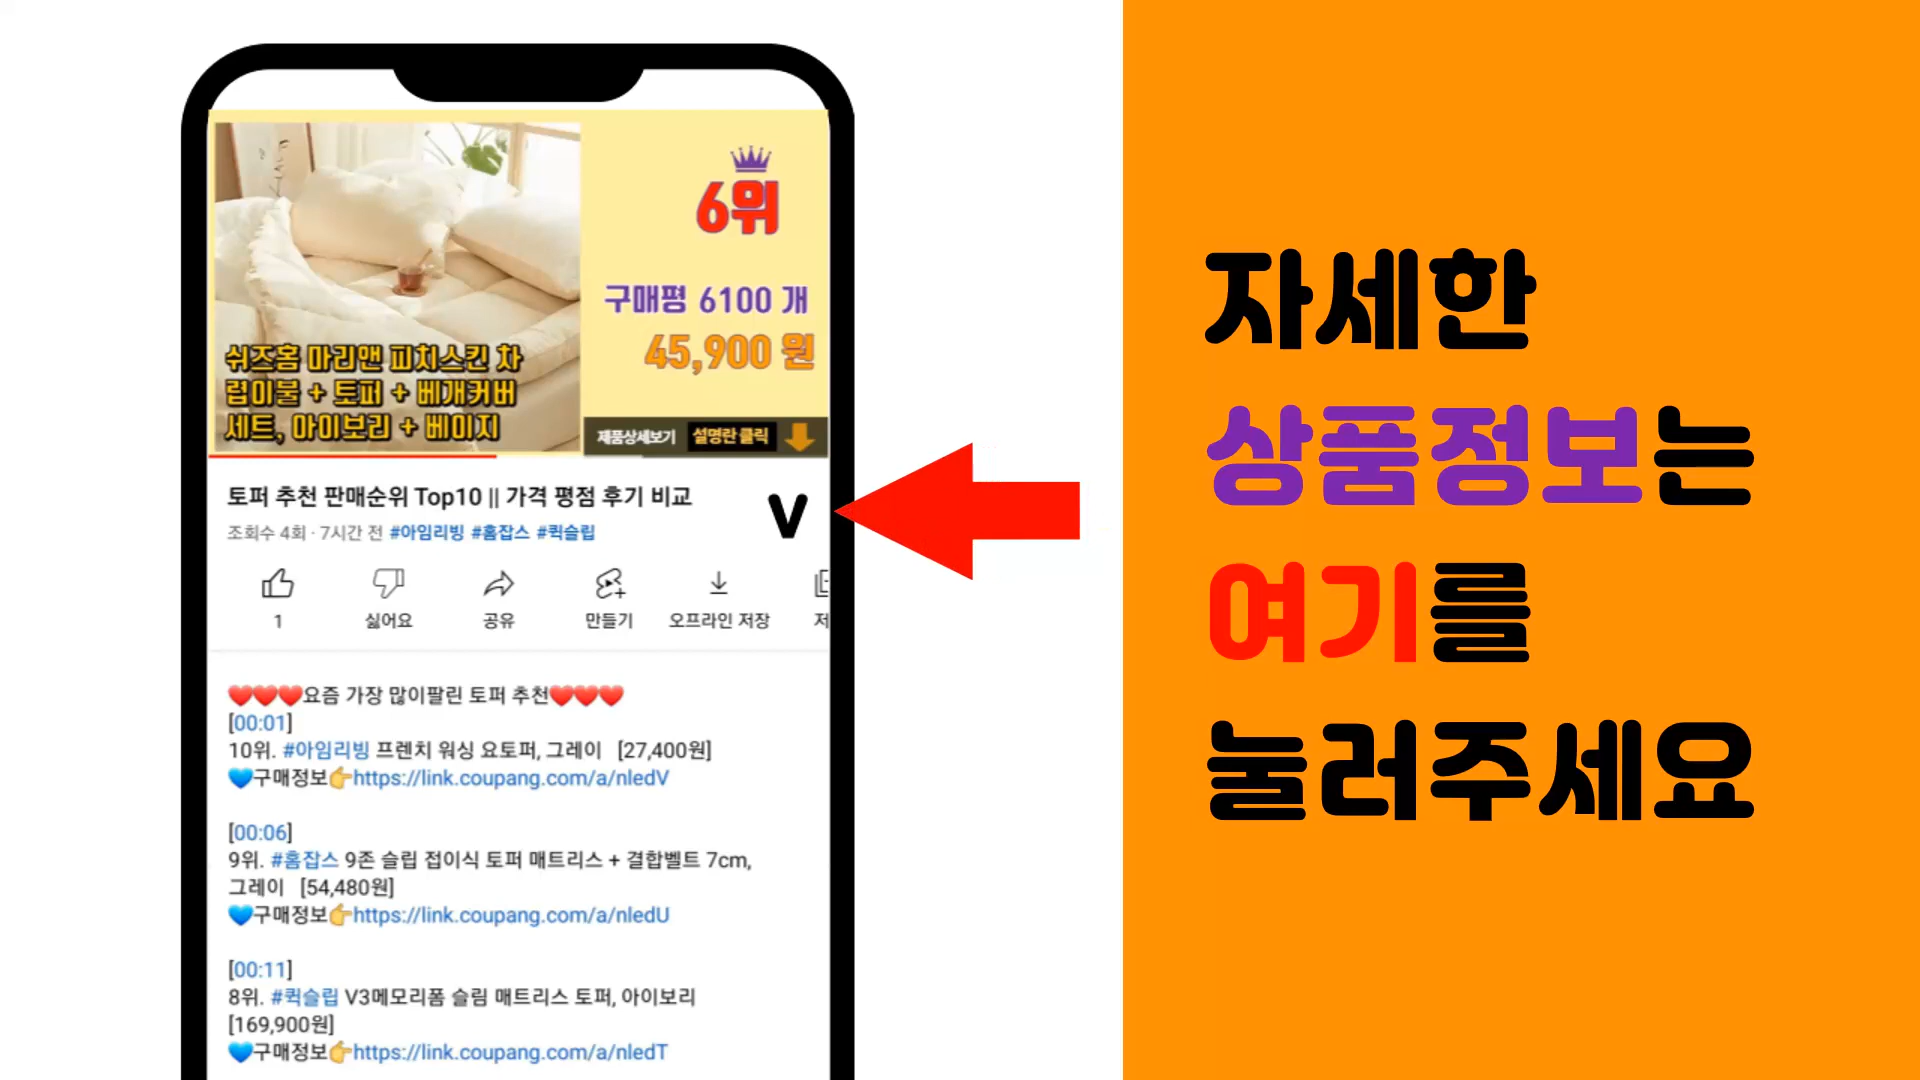 6위
구매평 6100 개
45,900 원
쉬즈홈 마리앤 피치스킨 차
렵이불 + 토퍼 + 베개커버
세트, 아이보리 + 베이지
제품상세보기 설명란 클릭
토퍼 추천 판매순위 Top10 || 가격 평점 후기 비교
V
조회수 4회 · 7시간 전 #아임리빙 #홈잡스 #퀵슬립
1 싫어요 공유 만들기 오프라인 저장 저
❤❤❤요즘 가장 많이팔린 토퍼 추천❤❤❤
[00:01]
10위. #아임리빙 프렌치 워싱 요토퍼, 그레이 [27,400원]
💙구매정보👉https://link.coupang.com/a/nledV
[00:06]
9위. #홈잡스 9존 슬립 접이식 토퍼 매트리스 + 결합벨트 7cm,
그레이 [54,480원]
💙구매정보👉https://link.coupang.com/a/nledU
[00:11]
8위. #퀵슬립 V3메모리폼 슬림 매트리스 토퍼, 아이보리
[169,900원]
💙구매정보👉https://link.coupang.com/a/nledT
자세한
상품정보는
여기를
눌러주세요